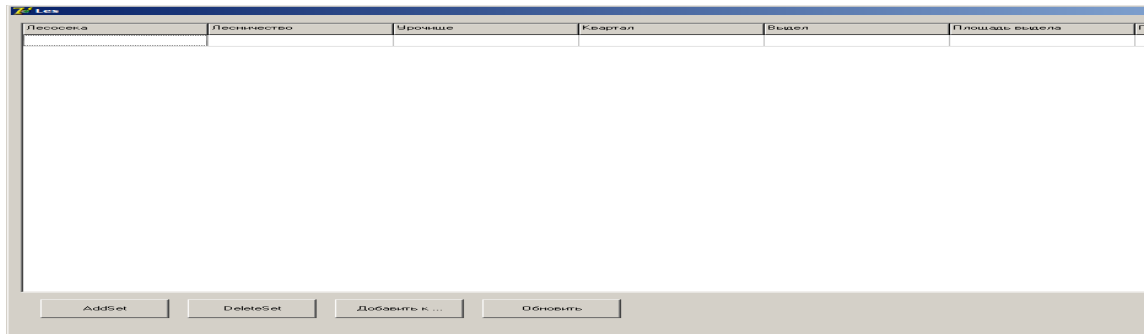 Les
Лесосека Лесничество Урочище Квартал Выдел Площадь выдела
AddSet DeleteSet Добавить к ... Обновить